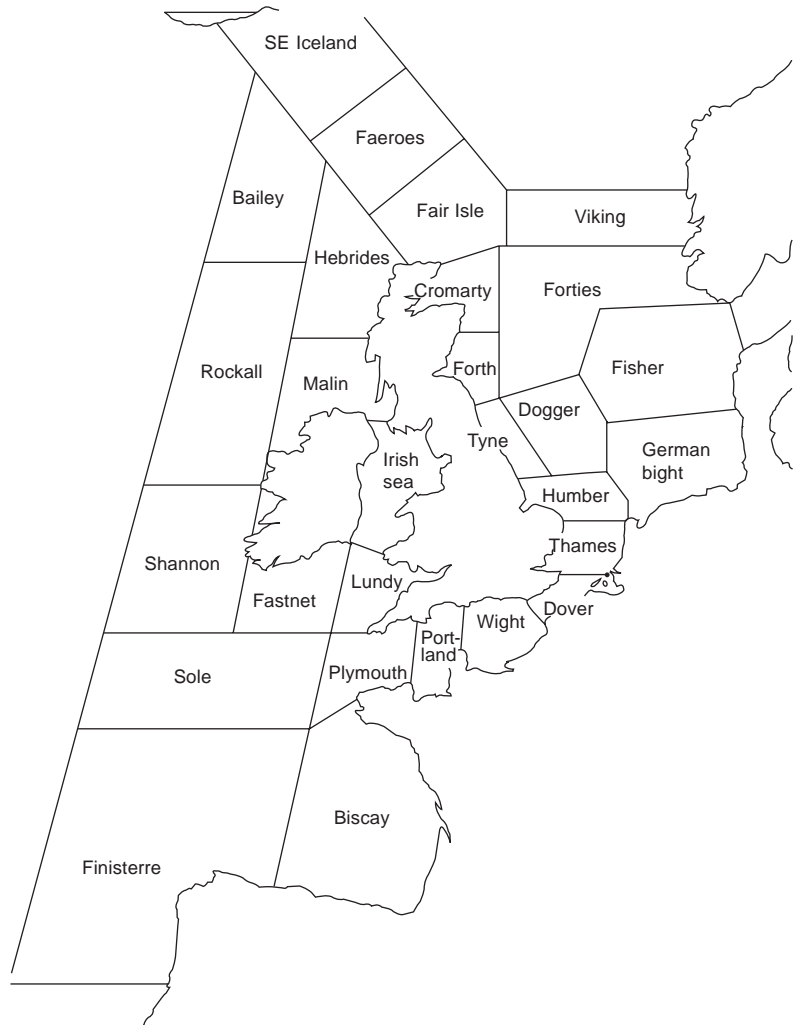 SE Iceland
Faeroes
Bailey
Fair Isle
Viking
Hebrides
Cromarty
Forties
Rockall
Forth
Fisher
Malin
Dogger
Tyne
German
bight
Irish
sea
Humber
Thames
Shannon
Lundy
Fastnet
Dover
Wight
Port-
land
Plymouth
Sole
Biscay
Finisterre